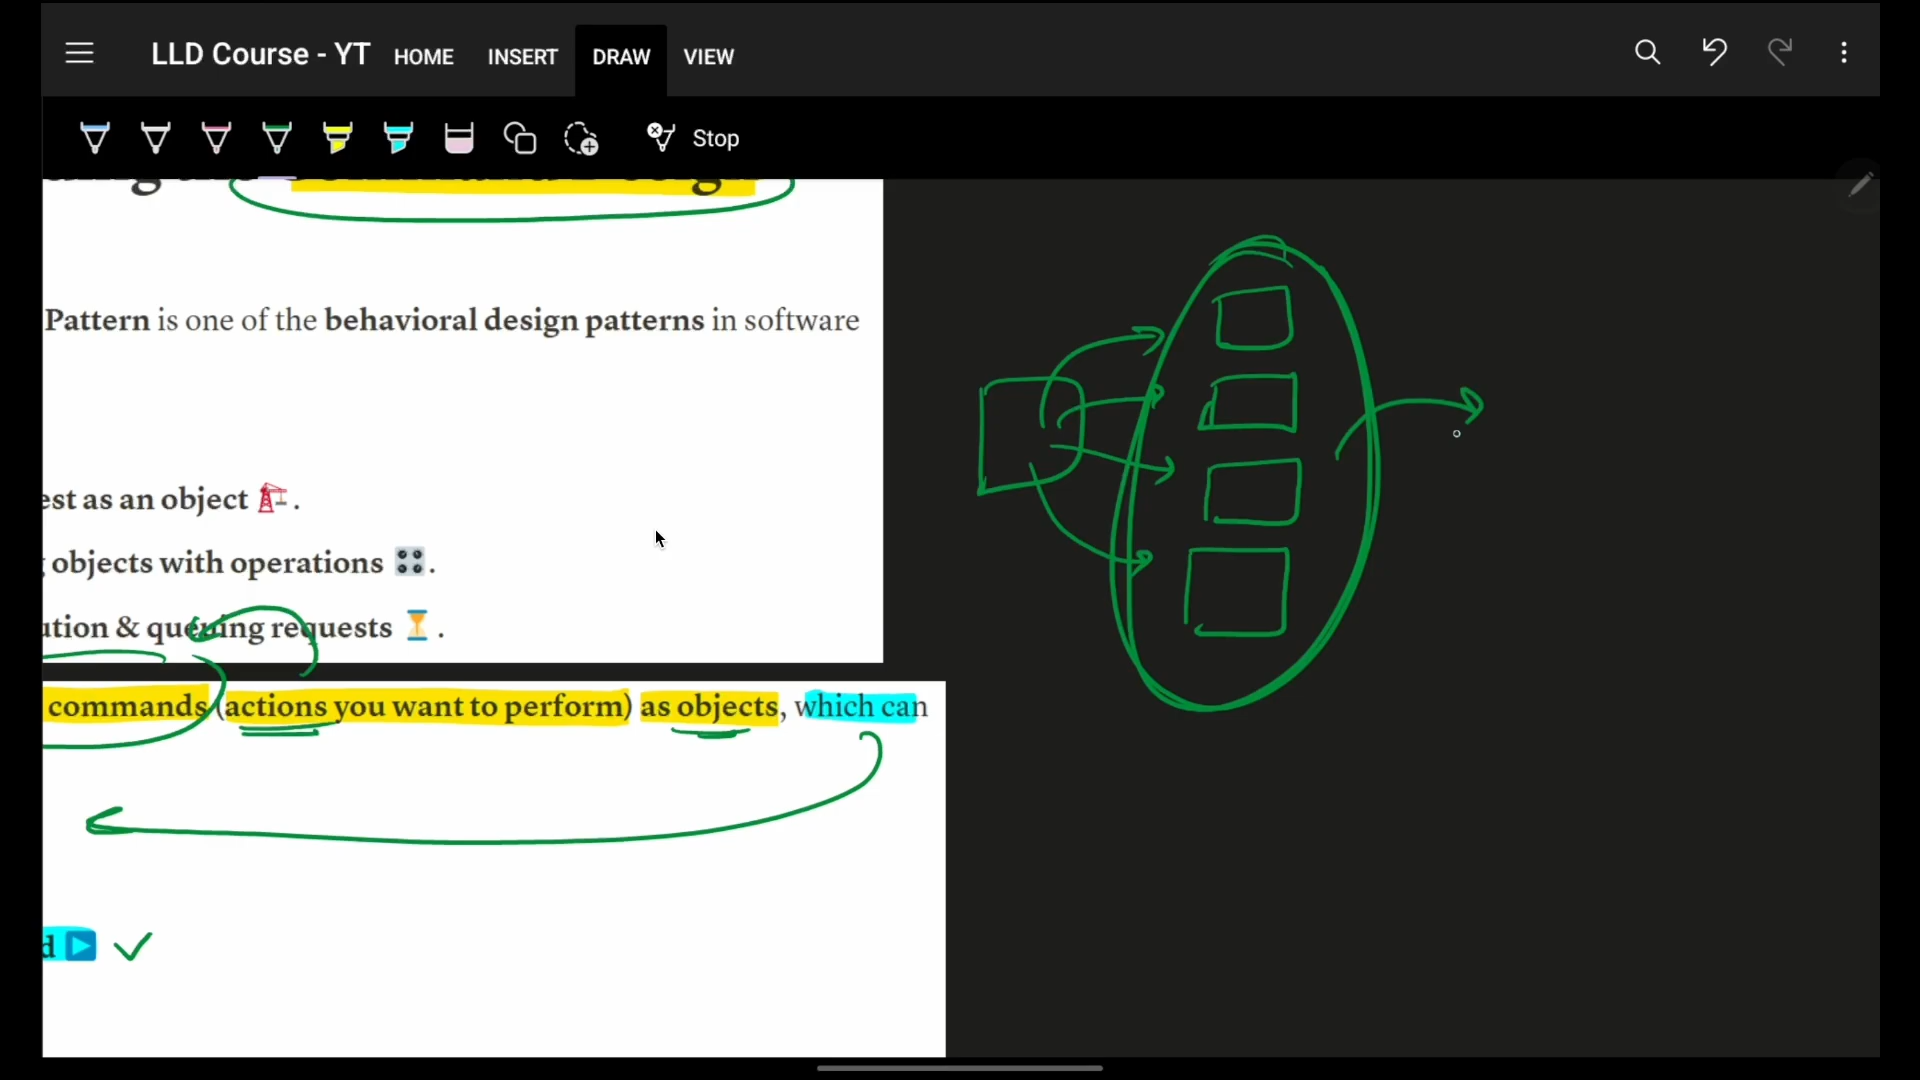 LLD Course - YT HOME INSERT DRAW VIEW
Stop
Pattern is one of the behavioral design patterns in software
est as an object 🏗️.
objects with operations 🎛️.
ution & queuing requests ⏳.
commands (actions you want to perform) as objects, which can
d ▶️